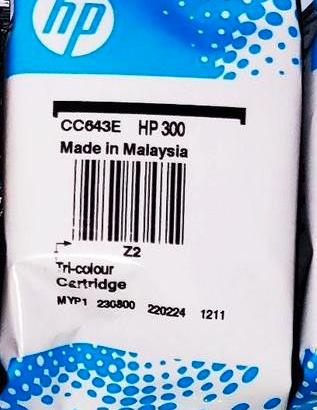 hp
CC643E HP 300
Made in Malaysia
Z2
Tri-colour
Cartridge
MYP1 230800 220224 1211